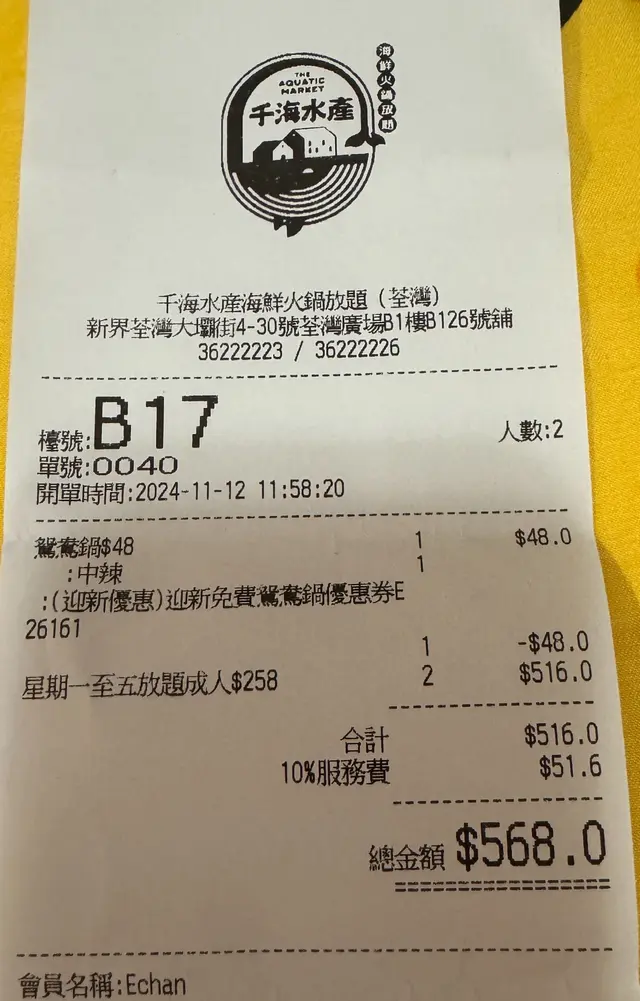 THE
AQUATIC
MARKET
千海水產
海鮮火鍋放題
千海水產海鮮火鍋放題（荃灣）
新界荃灣大壩街4-30號荃灣廣場B1樓B126號舖
36222223 / 36222226
檯號:B17 人數:2
單號:0040
開單時間:2024-11-12 11:58:20
鴛鴦鍋$48 1 $48.0
:中辣 1
:(迎新優惠)迎新免費鴛鴦鍋優惠券E
26161
1 -$48.0
星期一至五放題成人$258 2 $516.0
合計 $516.0
10%服務費 $51.6
總金額 $568.0
會員名稱:Echan